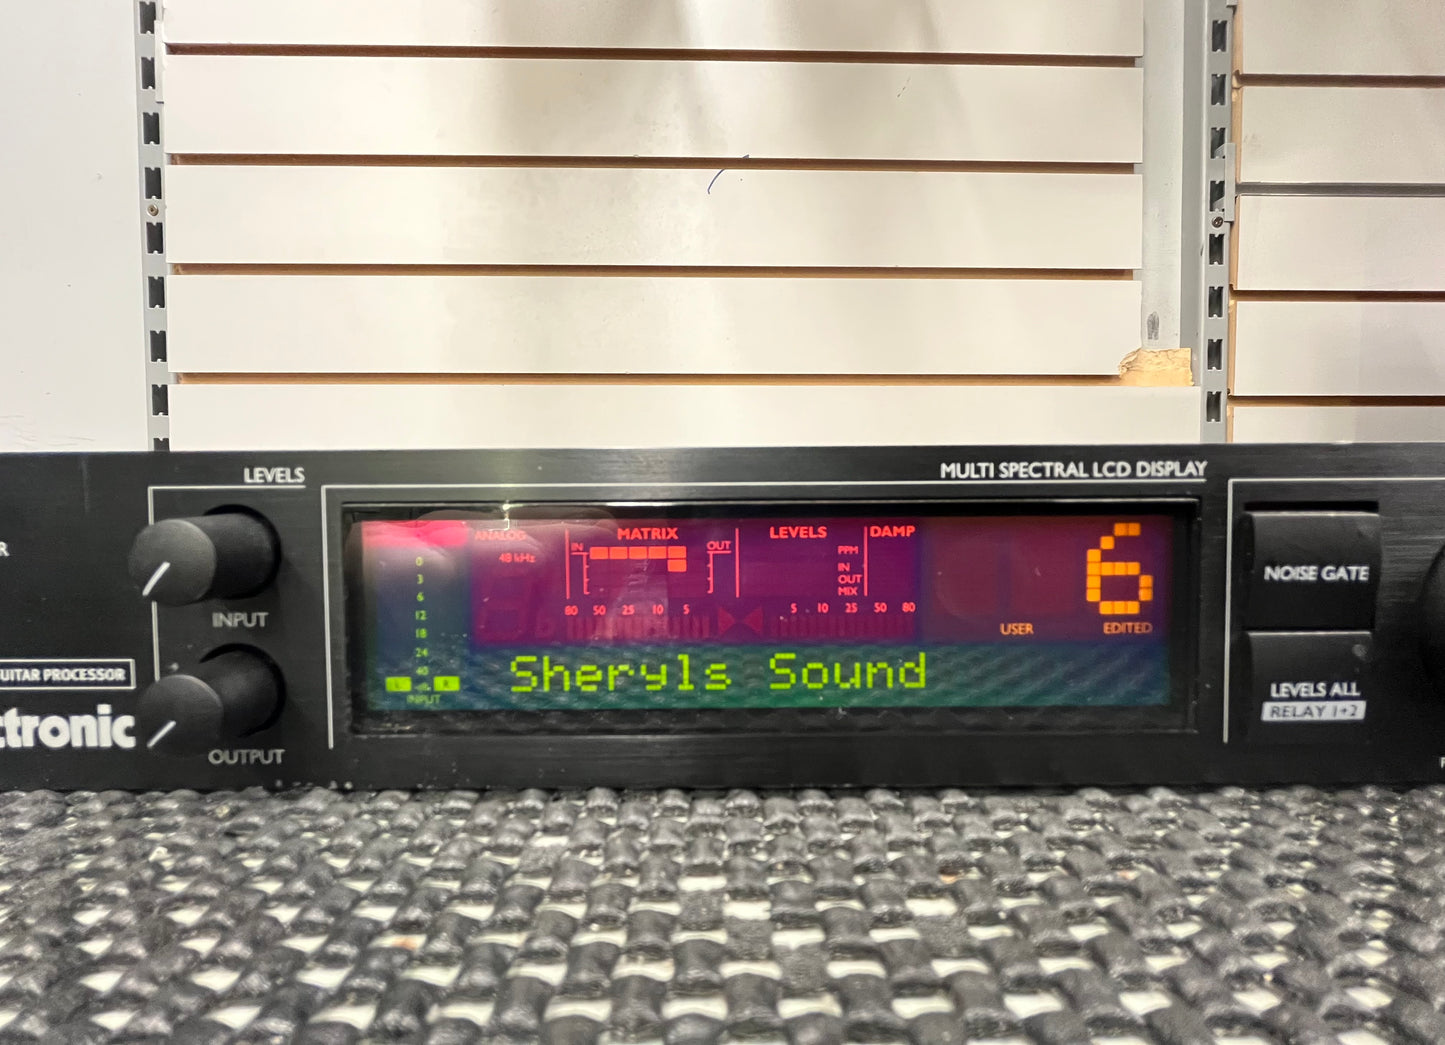 LEVELS
INPUT
OUTPUT
UITAR PROCESSOR
ctronic
MULTI SPECTRAL LCD DISPLAY
ANALOG
48 kHz
MATRIX
IN
OUT
LEVELS
DAMP
PPM
IN
OUT
MIX
80 50 25 10 5
5 10 25 50 80
0
3
6
12
18
24
40
dB
L
R
INPUT
6
USER
EDITED
Sheryls Sound
NOISE GATE
LEVELS ALL
RELAY 1+2